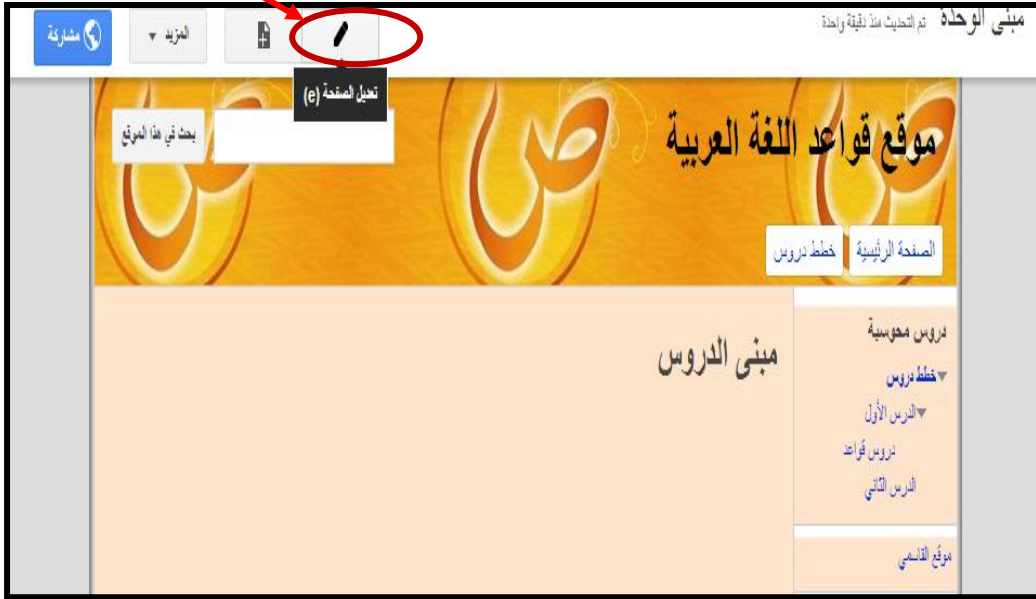 مبنى الوحدة تم التحديث منذ دقيقة واحدة
المزيد
مشاركة
تعديل الصفحة (e)
بحث في هذا الموقع
موقع قواعد اللغة العربية
الصفحة الرئيسية
خطط دروس
دروس محوسبة
خطط دروس
الدرس الأول
دروس قواعد
الدرس الثاني
موقع القاسمي
مبنى الدروس
ص ص ص